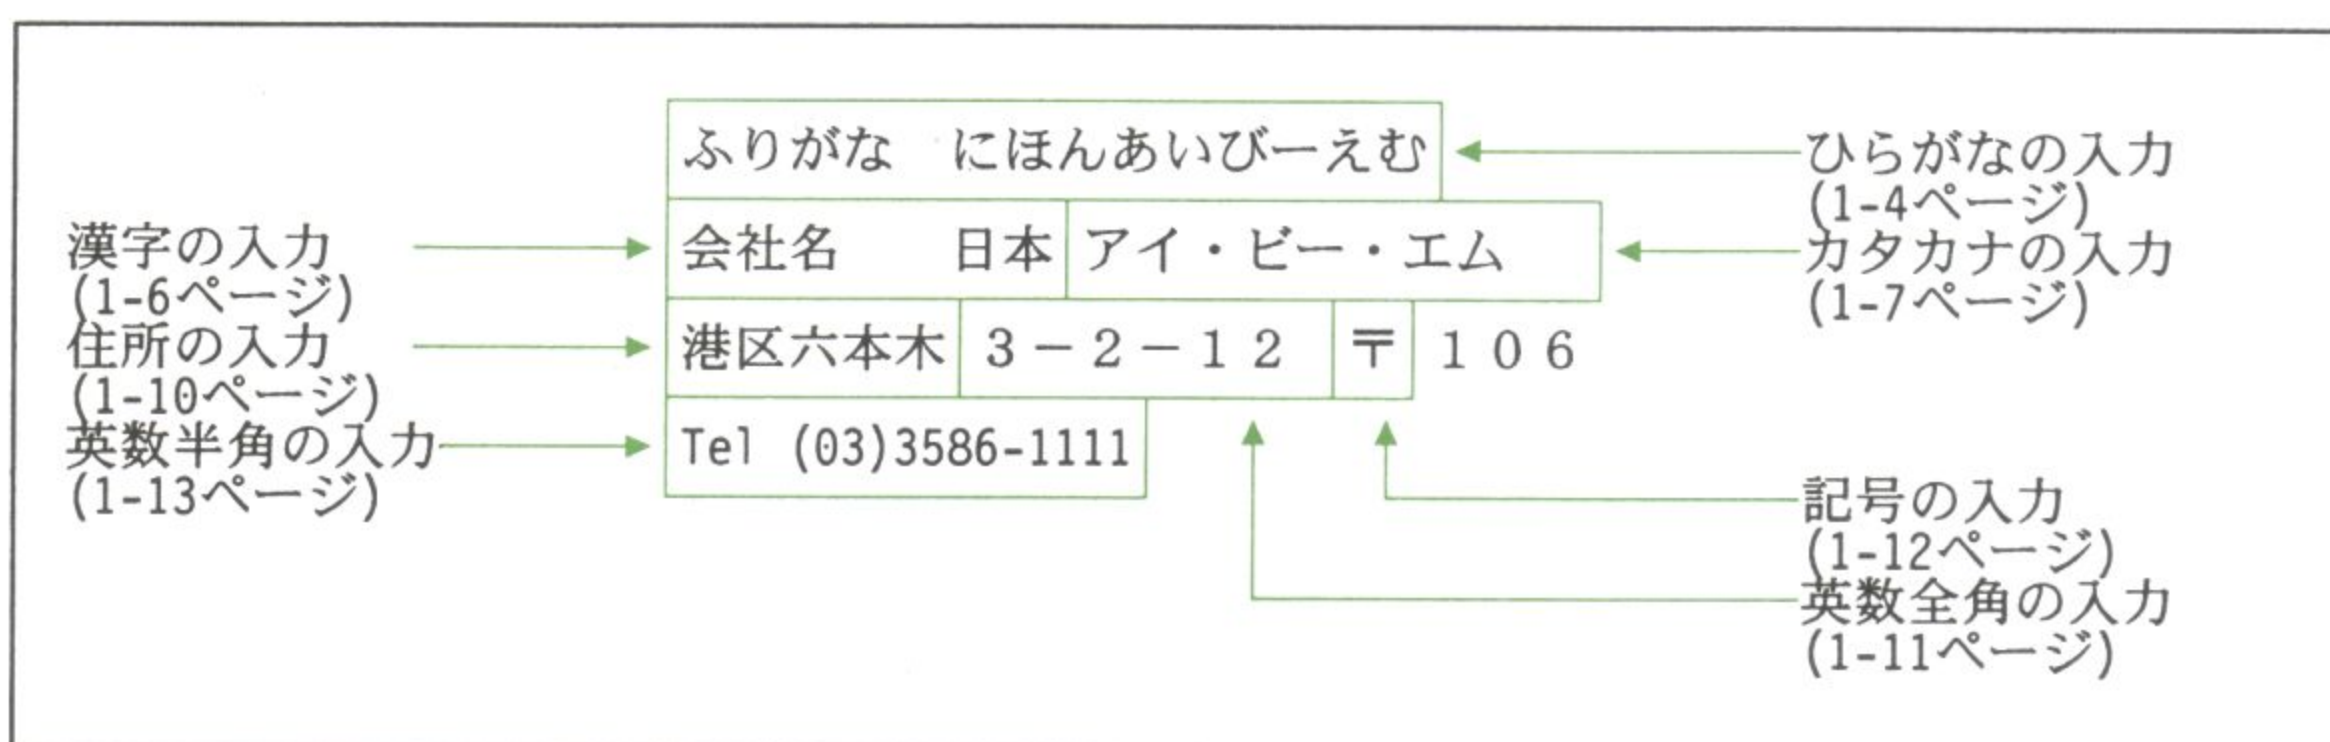 ふりがな　にほんあいびーえむ
会社名　　日本アイ・ビー・エム
港区六本木３－２－１２〒１０６
Tel (03)3586-1111
漢字の入力
(1-6ページ)
住所の入力
(1-10ページ)
英数半角の入力
(1-13ページ)
ひらがなの入力
(1-4ページ)
カタカナの入力
(1-7ページ)
記号の入力
(1-12ページ)
英数全角の入力
(1-11ページ)